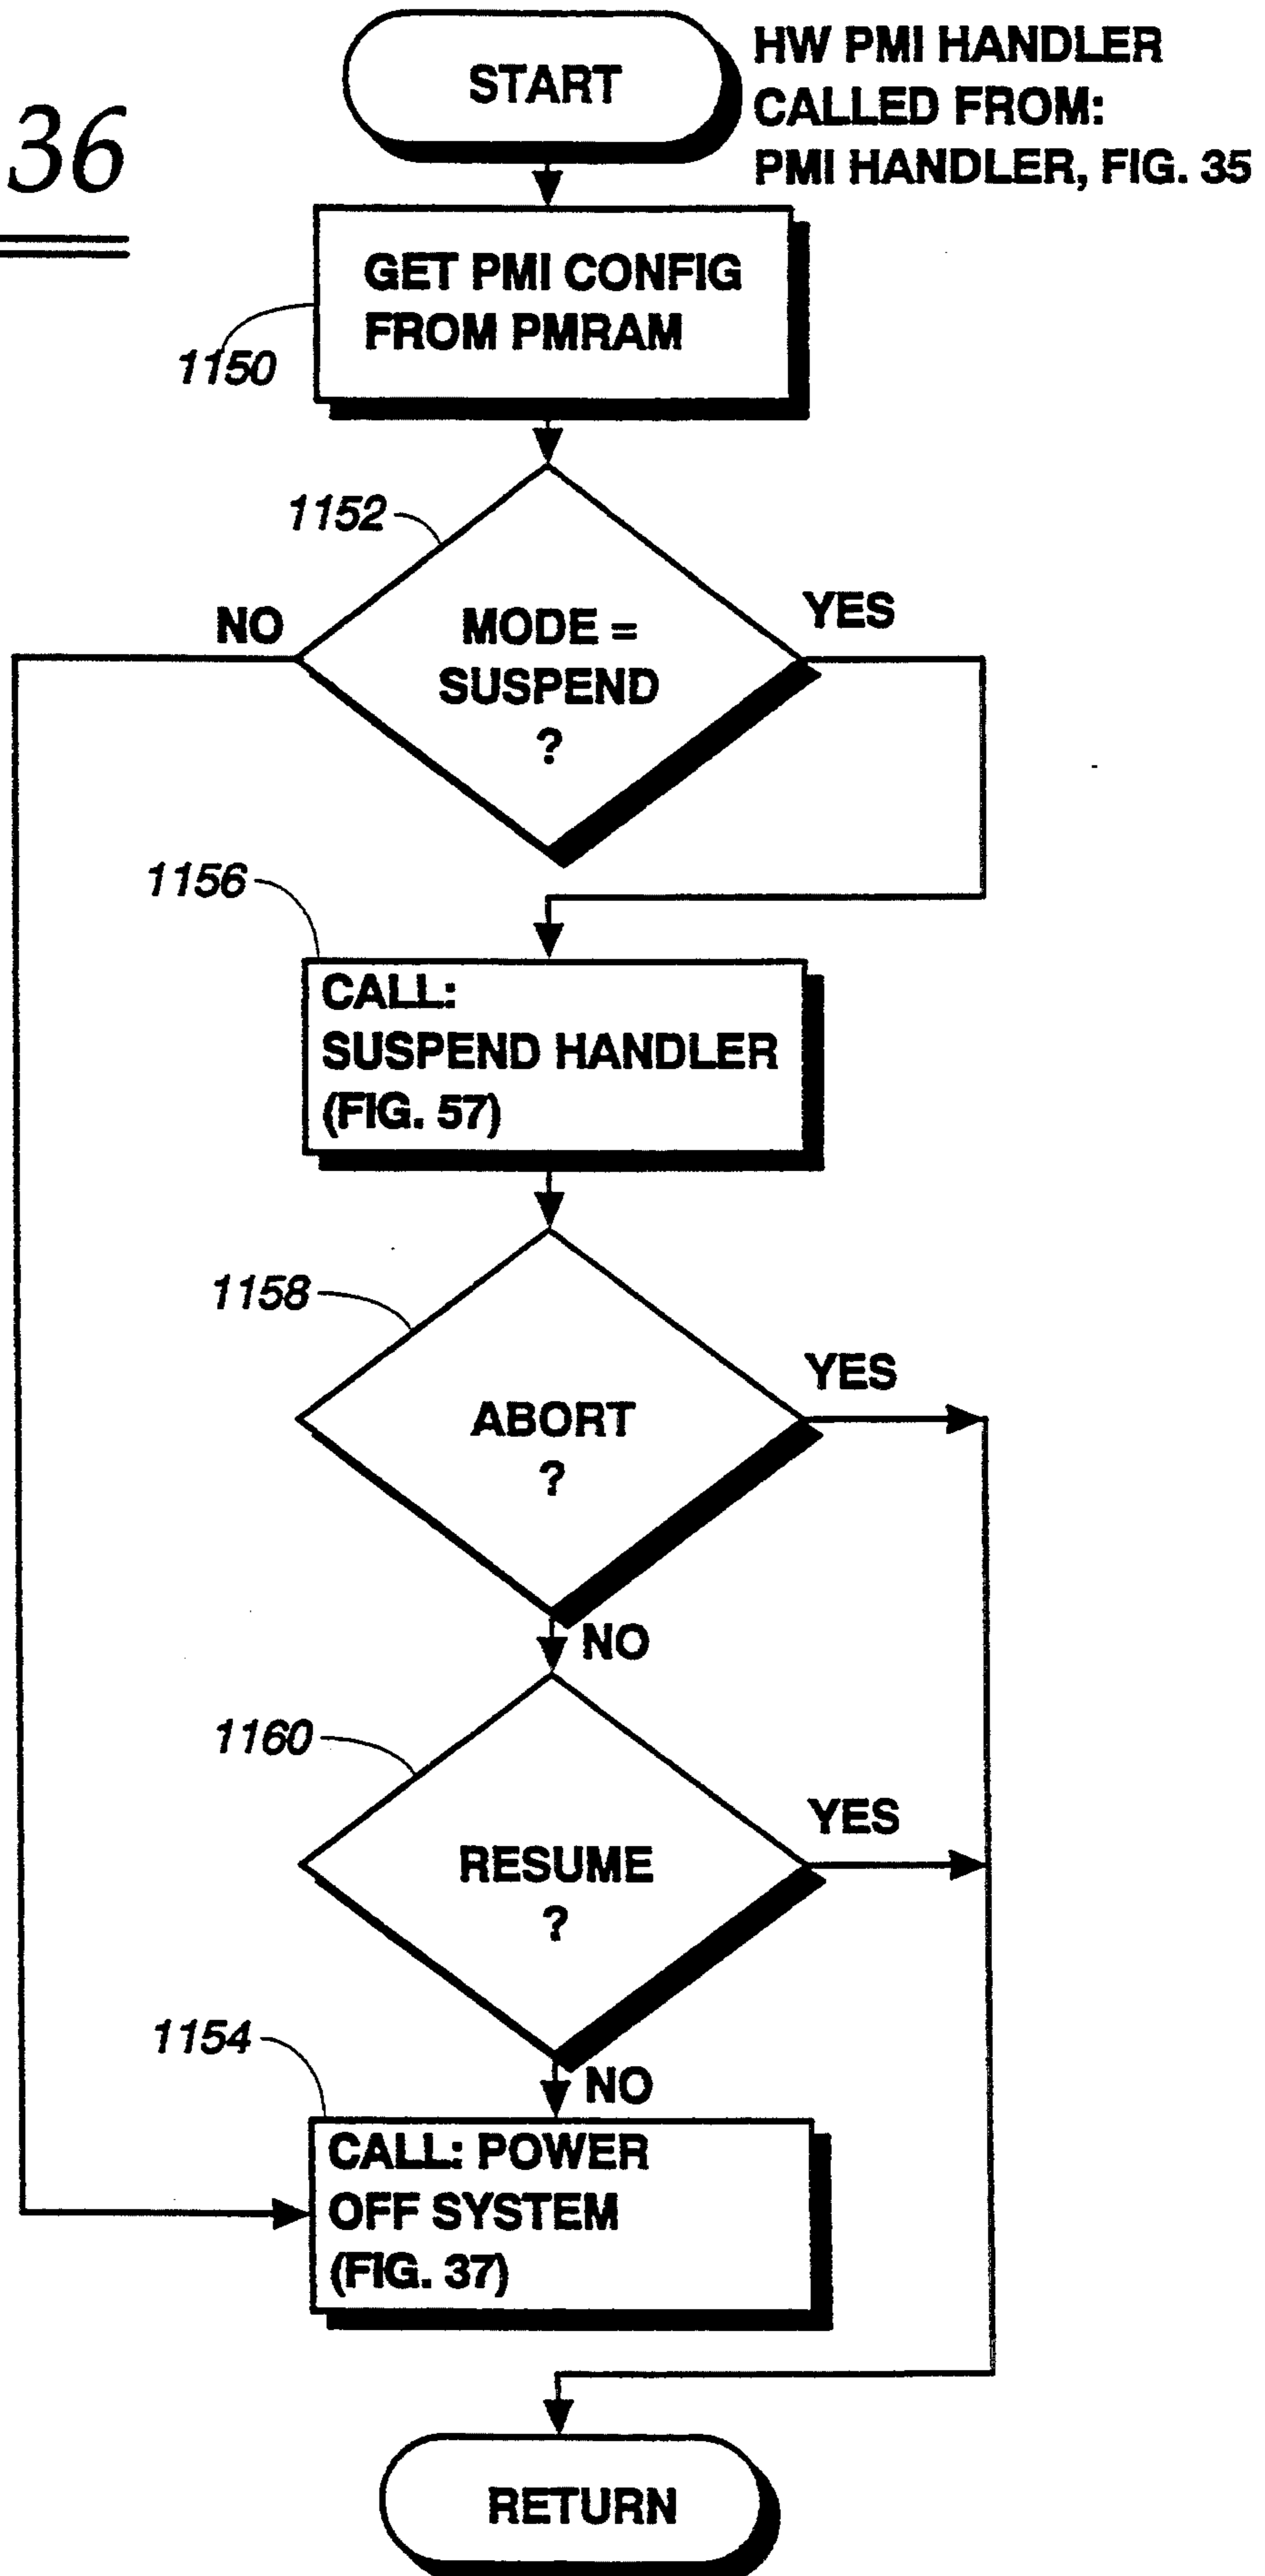 36
START
HW PMI HANDLER
CALLED FROM:
PMI HANDLER, FIG. 35
GET PMI CONFIG
FROM PMRAM
1150
1152
NO
YES
MODE =
SUSPEND
?
1156
CALL:
SUSPEND HANDLER
(FIG. 57)
1158
YES
ABORT
?
NO
1160
YES
RESUME
?
1154
NO
CALL: POWER
OFF SYSTEM
(FIG. 37)
RETURN